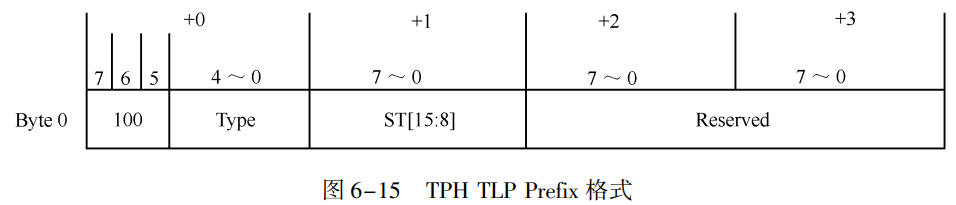 +0 +1 +2 +3
7 6 5 4～0 7～0 7～0 7～0
Byte 0 100 Type ST[15:8] Reserved
图 6-15 TPH TLP Prefix 格式